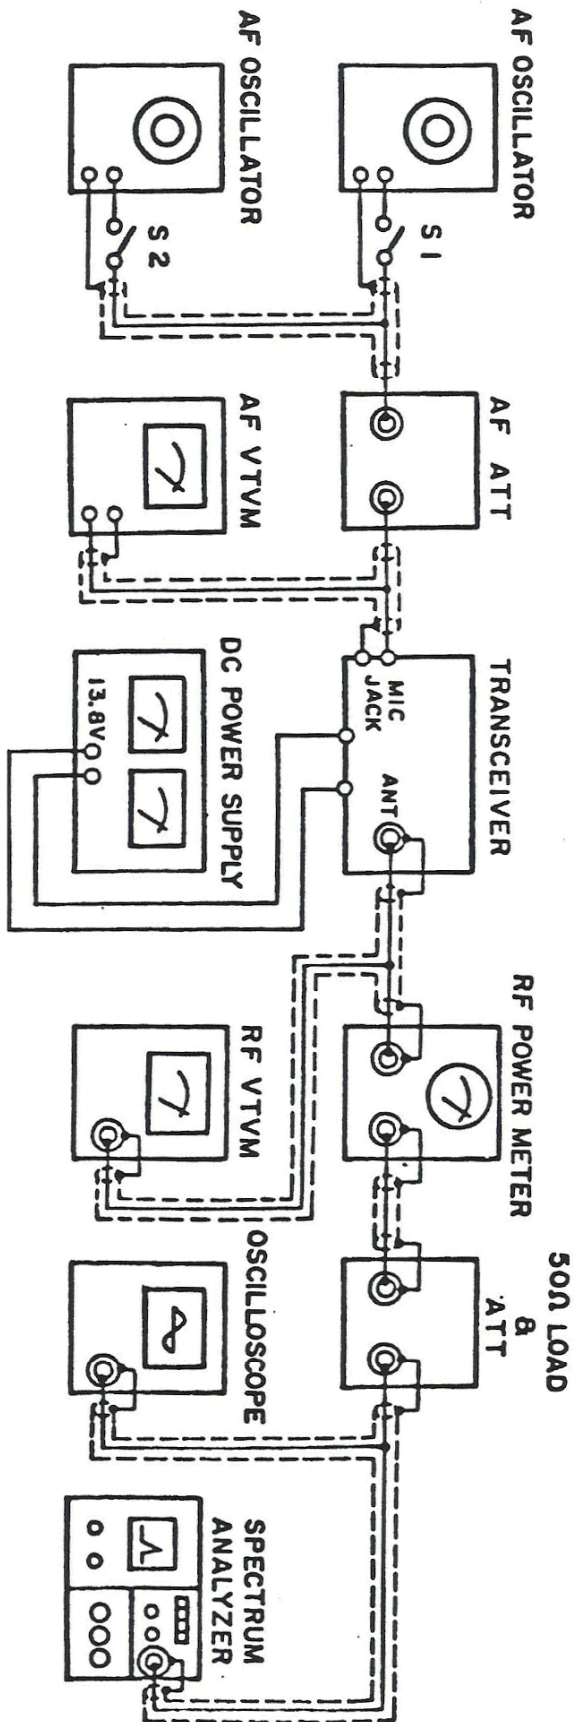 AF OSCILLATOR
S 1
AF ATT
TRANSCEIVER
MIC
JACK
ANT
RF POWER METER
50Ω LOAD
&
ATT
AF OSCILLATOR
S 2
AF VTVM
DC POWER SUPPLY
13.8V
RF VTVM
OSCILLOSCOPE
SPECTRUM
ANALYZER